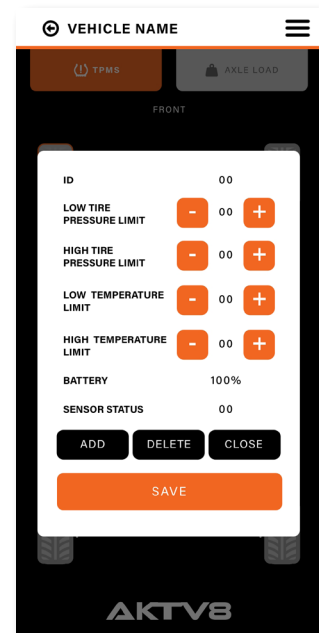 VEHICLE NAME
TPMS
AXLE LOAD
FRONT
ID 00
LOW TIRE
PRESSURE LIMIT - 00 +
HIGH TIRE
PRESSURE LIMIT - 00 +
LOW TEMPERATURE
LIMIT - 00 +
HIGH TEMPERATURE
LIMIT - 00 +
BATTERY 100%
SENSOR STATUS 00
ADD DELETE CLOSE
SAVE
AKTV8